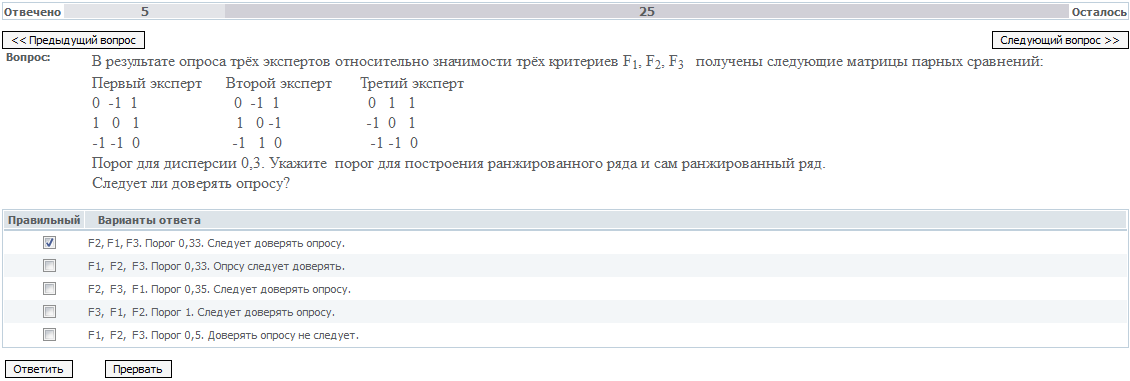 Отвечено 5 25 Осталось
<< Предыдущий вопрос Следующий вопрос >>
Вопрос: В результате опроса трёх экспертов относительно значимости трёх критериев F1, F2, F3 получены следующие матрицы парных сравнений:
Первый эксперт Второй эксперт Третий эксперт
0 -1 1 0 -1 1 0 1 1
1 0 1 1 0 -1 -1 0 1
-1 -1 0 -1 1 0 -1 -1 0
Порог для дисперсии 0,3. Укажите порог для построения ранжированного ряда и сам ранжированный ряд.
Следует ли доверять опросу?
Правильный Варианты ответа
F2, F1, F3. Порог 0,33. Следует доверять опросу.
F1, F2, F3. Порог 0,33. Опрсу следует доверять.
F2, F3, F1. Порог 0,35. Следует доверять опросу.
F3, F1, F2. Порог 1. Следует доверять опросу.
F1, F2, F3. Порог 0,5. Доверять опросу не следует.
Ответить Прервать